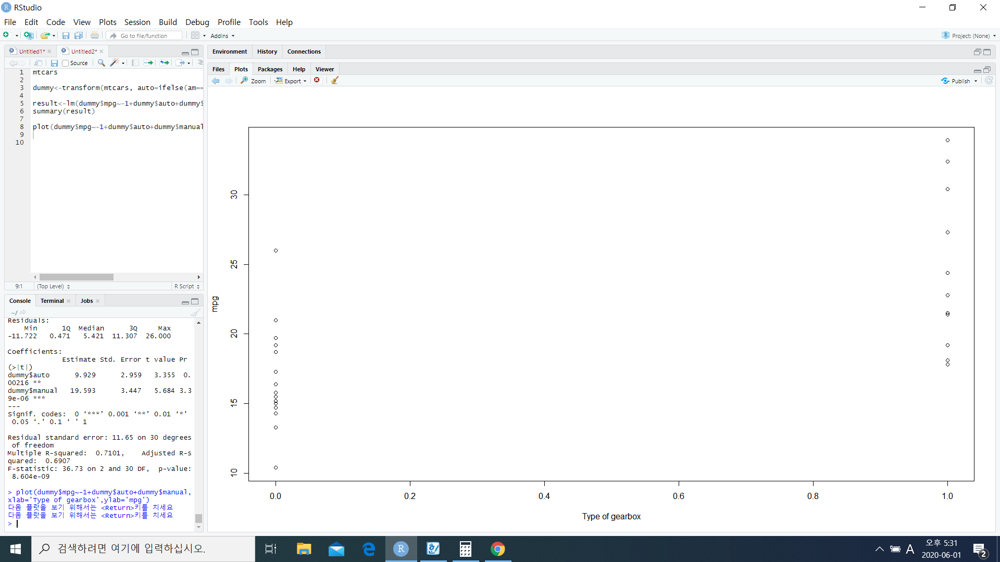 RStudio
File Edit Code View Plots Session Build Debug Profile Tools Help
Go to file/function Addins Project: (None)
Untitled1* Untitled2*
Source
1 mtcars
2
3 dummy<-transform(mtcars, auto=ifelse(am==
4
5 result<-lm(dummy$mpg~-1+dummy$auto+dummy$
6 summary(result)
7
8 plot(dummy$mpg~-1+dummy$auto+dummy$manual
9
10
9:1 (Top Level) R Script
Console Terminal Jobs
~/
Residuals:
Min 1Q Median 3Q Max
-11.722 0.471 5.421 11.307 26.000
Coefficients:
Estimate Std. Error t value Pr
(>|t|)
dummy$auto 9.929 2.959 3.355 0.
00216 **
dummy$manual 19.593 3.447 5.684 3.3
9e-06 ***
---
Signif. codes: 0 ‘***’ 0.001 ‘**’ 0.01 ‘*’
0.05 ‘.’ 0.1 ‘ ’ 1
Residual standard error: 11.65 on 30 degrees
of freedom
Multiple R-squared: 0.7101, Adjusted R-s
quared: 0.6907
F-statistic: 36.73 on 2 and 30 DF, p-value:
8.604e-09
> plot(dummy$mpg~-1+dummy$auto+dummy$manual,
xlab='Type of gearbox',ylab='mpg')
다음 플랏을 보기 위해서는 <Return>키를 치세요
다음 플랏을 보기 위해서는 <Return>키를 치세요
>
Environment History Connections
Files Plots Packages Help Viewer
Zoom Export Publish
30
25
20
15
10
mpg
0.0 0.2 0.4 0.6 0.8 1.0
Type of gearbox
검색하려면 여기에 입력하십시오.
A
오후 5:31
2020-06-01
2